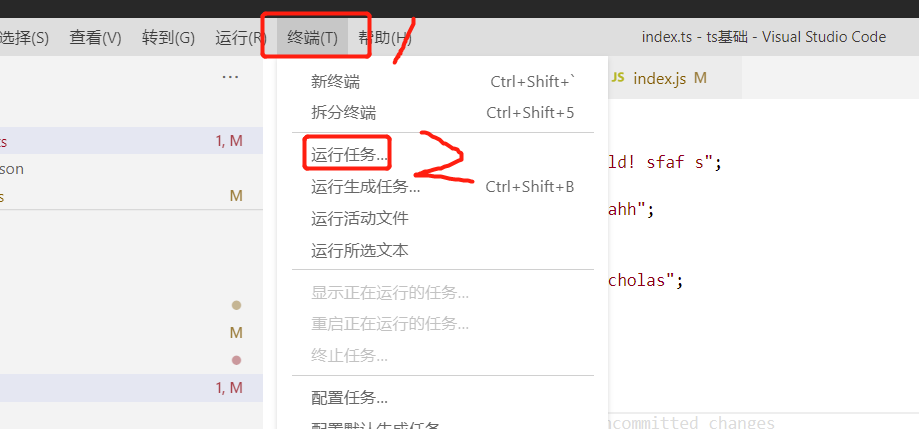 选择(S) 查看(V) 转到(G) 运行(R) 终端(T) 帮助(H) index.ts - ts基础 - Visual Studio Code
1
...
新终端 Ctrl+Shift+`
JS index.js M
拆分终端 Ctrl+Shift+5
ts 1, M
运行任务...
2
ld! sfaf s";
son
运行生成任务... Ctrl+Shift+B
s M
ahh";
运行活动文件
运行所选文本
cholas";
显示正在运行的任务...
重启正在运行的任务...
M
终止任务...
1, M
配置任务...
配置默认生成任务
ncommitted changes